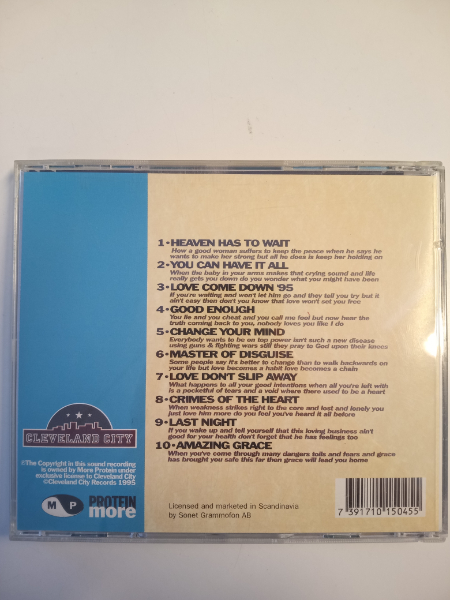 1•HEAVEN HAS TO WAIT
How a good woman suffers to keep the peace when he says he
wants to make her strong but all he does is keep her holding on
2•YOU CAN HAVE IT ALL
When the baby in your arms makes that crying sound and life
really gets you down do you wonder what you might have been
3•LOVE COME DOWN '95
If you're waiting and won't let him go and they tell you try but it
ain't easy then don't you know that love won't set you free
4•GOOD ENOUGH
You lie and you cheat and you call me fool but now hear the
truth coming back to you, nobody loves you like I do
5•CHANGE YOUR MIND
Everybody wants to be on top power isn't such a new disease
using guns & fighting wars still they pray to God upon their knees
6•MASTER OF DISGUISE
Some people say it's better to change than to walk backwards on
your life but love becomes a habit love becomes a chain
7•LOVE DON'T SLIP AWAY
What happens to all your good intentions when all you're left with
is a pocketful of tears and a void where there used to be a heart
8•CRIMES OF THE HEART
When weakness strikes right to the core and lost and lonely you
just love him more do you feel you've heard it all before
9•LAST NIGHT
If you wake up and tell yourself that this loving business ain't
good for your health don't forget that he has feelings too
10•AMAZING GRACE
When you've come through many dangers toils and fears and grace
has brought you safe this far then grace will lead you home
CLEVELAND CITY
©The Copyright in this sound recording
is owned by More Protein under
exclusive license to Cleveland City
©Cleveland City Records 1995
M P PROTEIN
more
Licensed and marketed in Scandinavia
by Sonet Grammofon AB
7 391710 150455